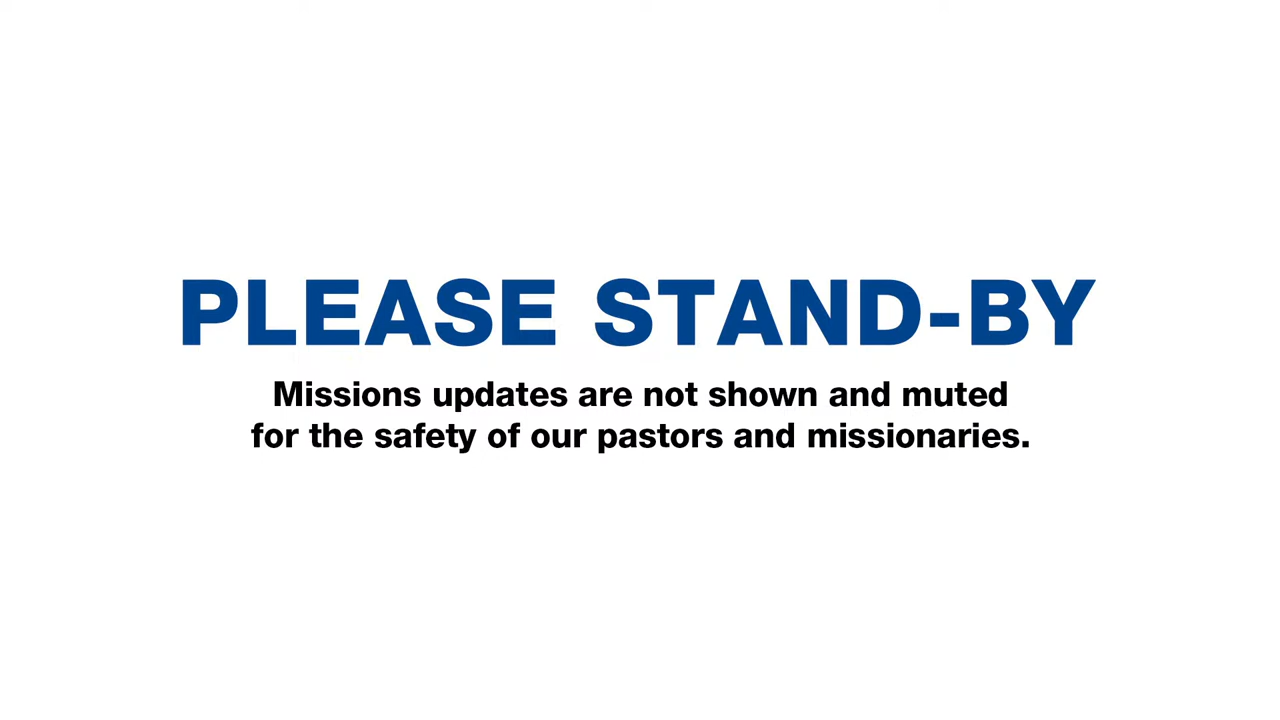 PLEASE STAND-BY
Missions updates are not shown and muted
for the safety of our pastors and missionaries.